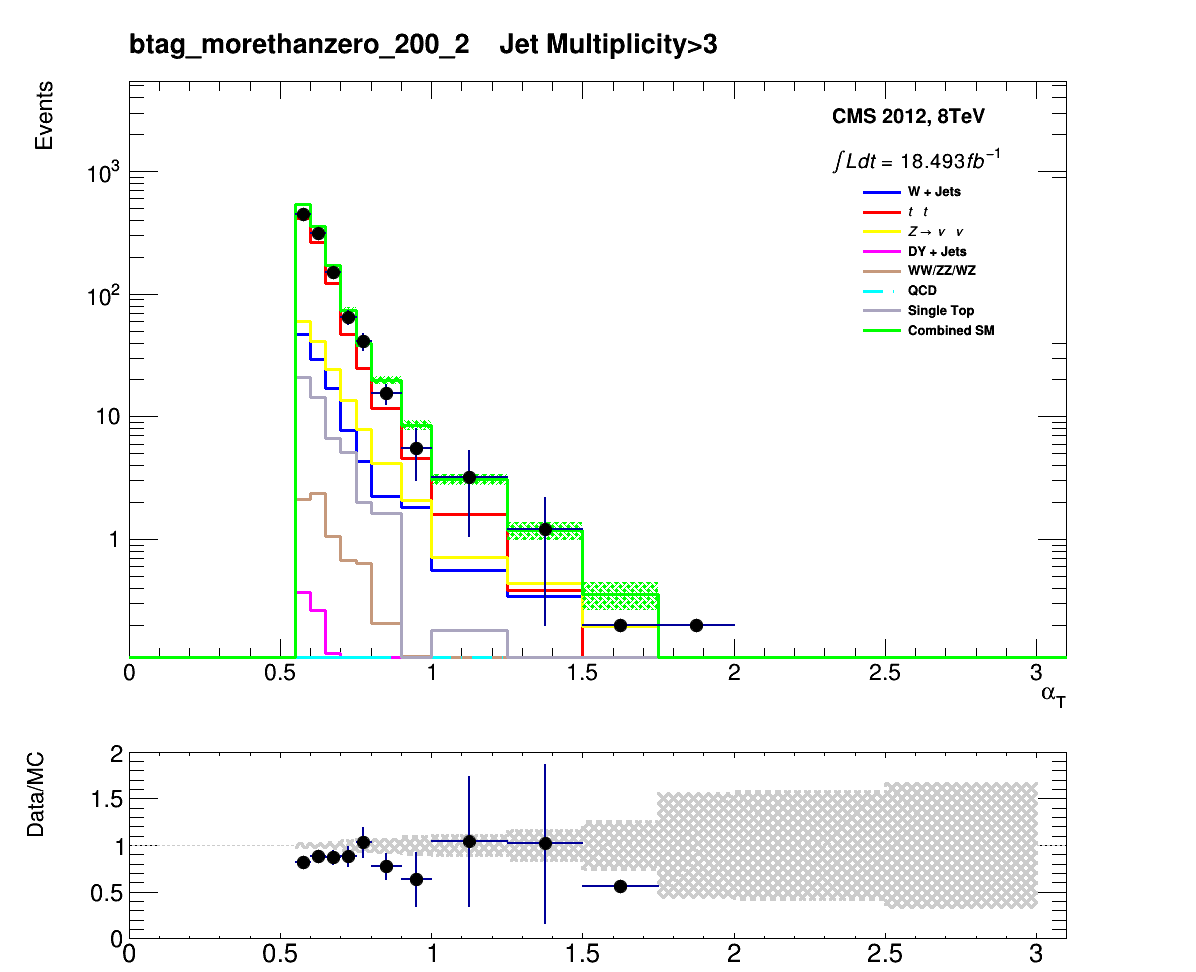 btag_morethanzero_200_2 Jet Multiplicity>3
Events
CMS 2012, 8TeV
∫Ldt = 18.493fb⁻¹
W + Jets
t t
Z→ ν ν
DY + Jets
WW/ZZ/WZ
QCD
Single Top
Combined SM
10³
10²
10
1
0 0.5 1 1.5 2 2.5 3
α_T
Data/MC
2
1.5
1
0.5
0
0 0.5 1 1.5 2 2.5 3